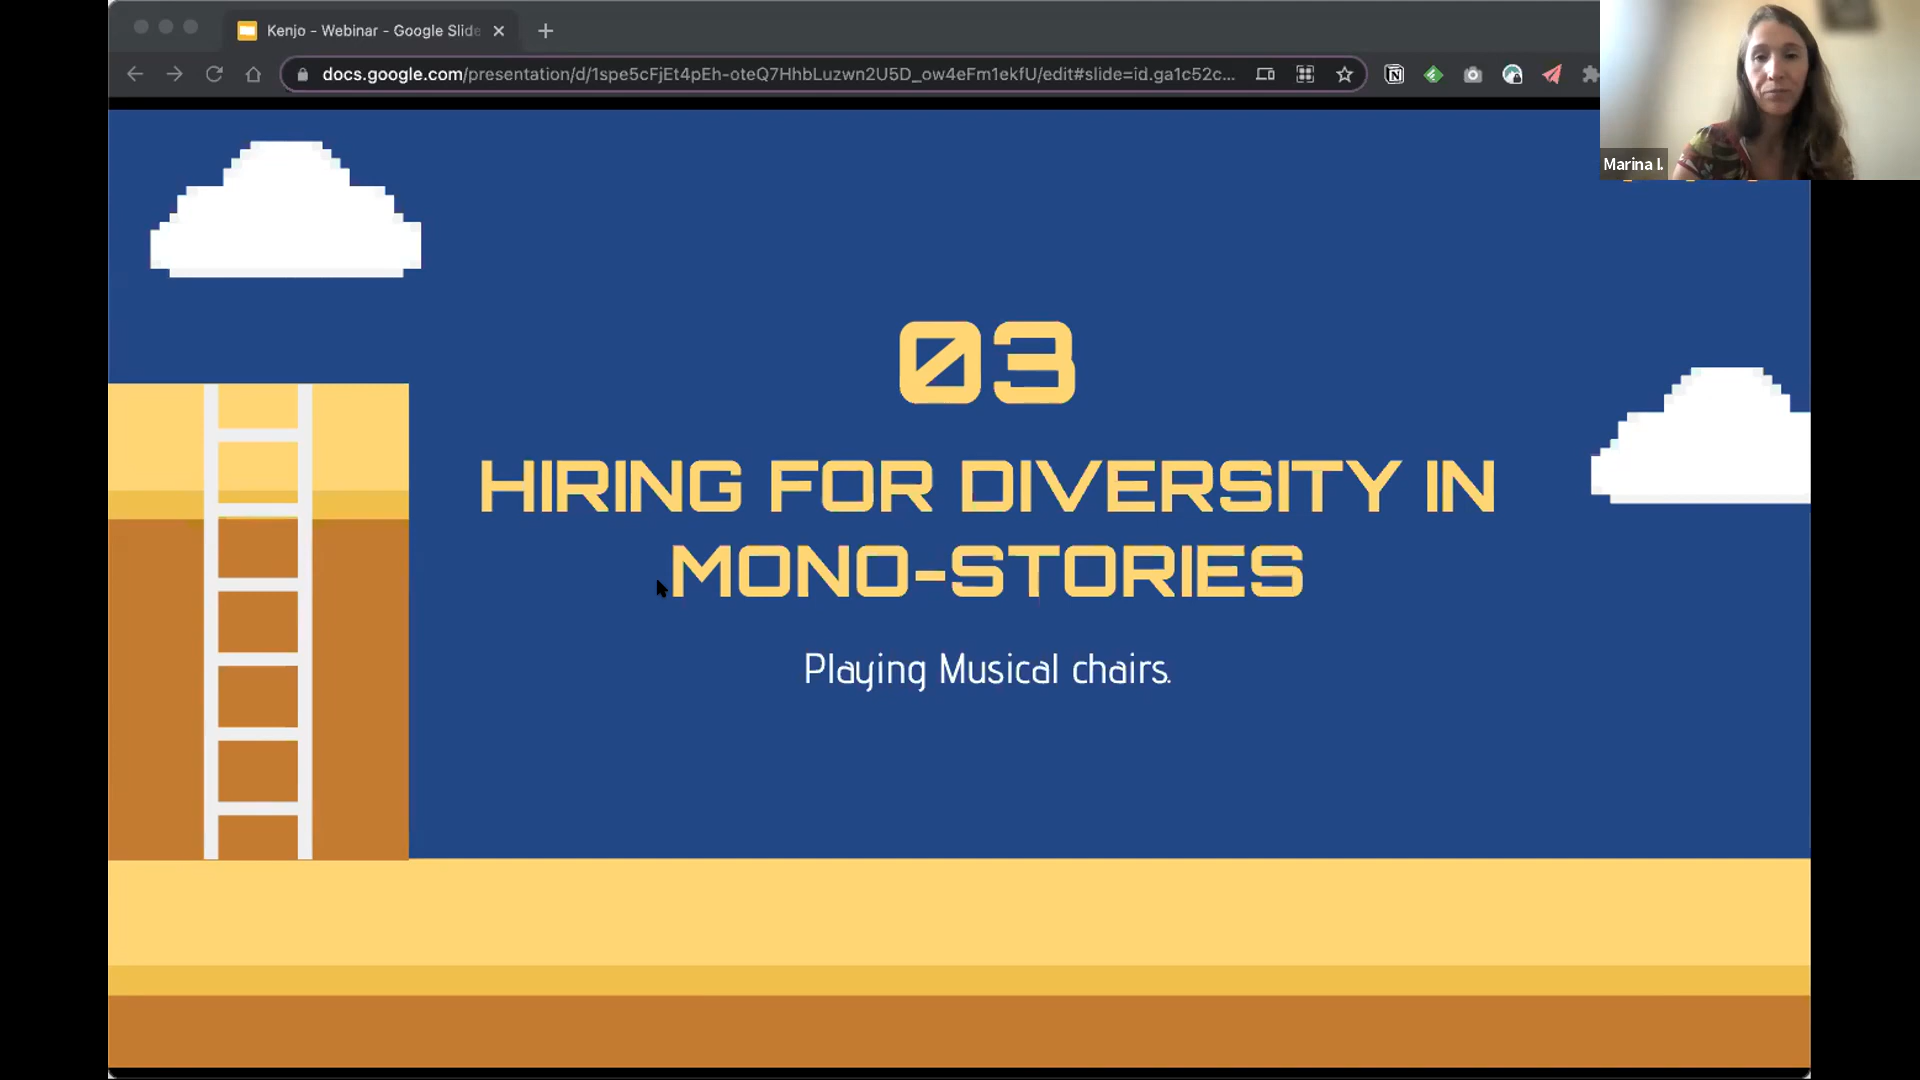 Kenjo - Webinar - Google Slide
docs.google.com/presentation/d/1spe5cFjEt4pEh-oteQ7HhbLuzwn2U5D_ow4eFm1ekfU/edit#slide=id.ga1c52c...
Marina I.
03
HIRING FOR DIVERSITY IN
MONO-STORIES
Playing Musical chairs.